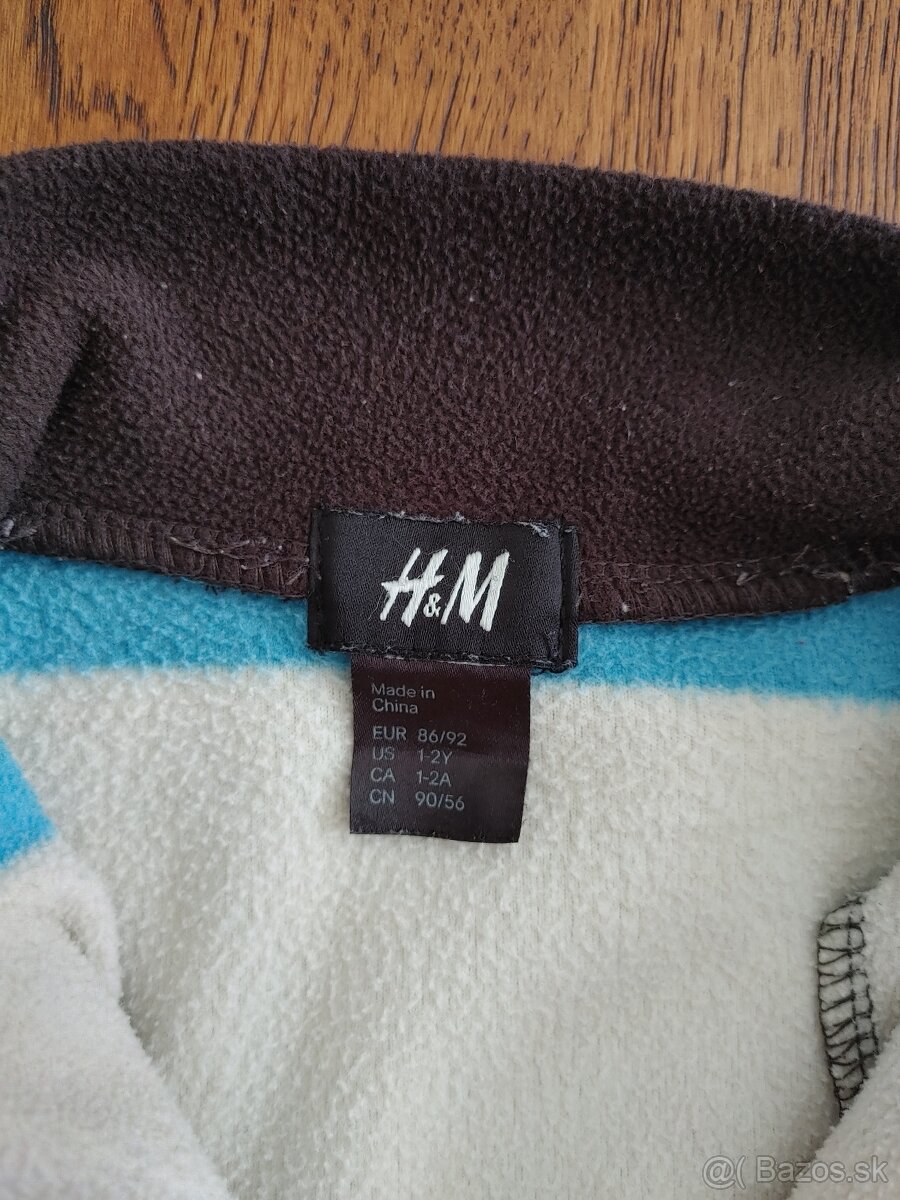 H&M
Made in
China
EUR 86/92
US 1-2Y
CA 1-2A
CN 90/56
@( Bazos.sk